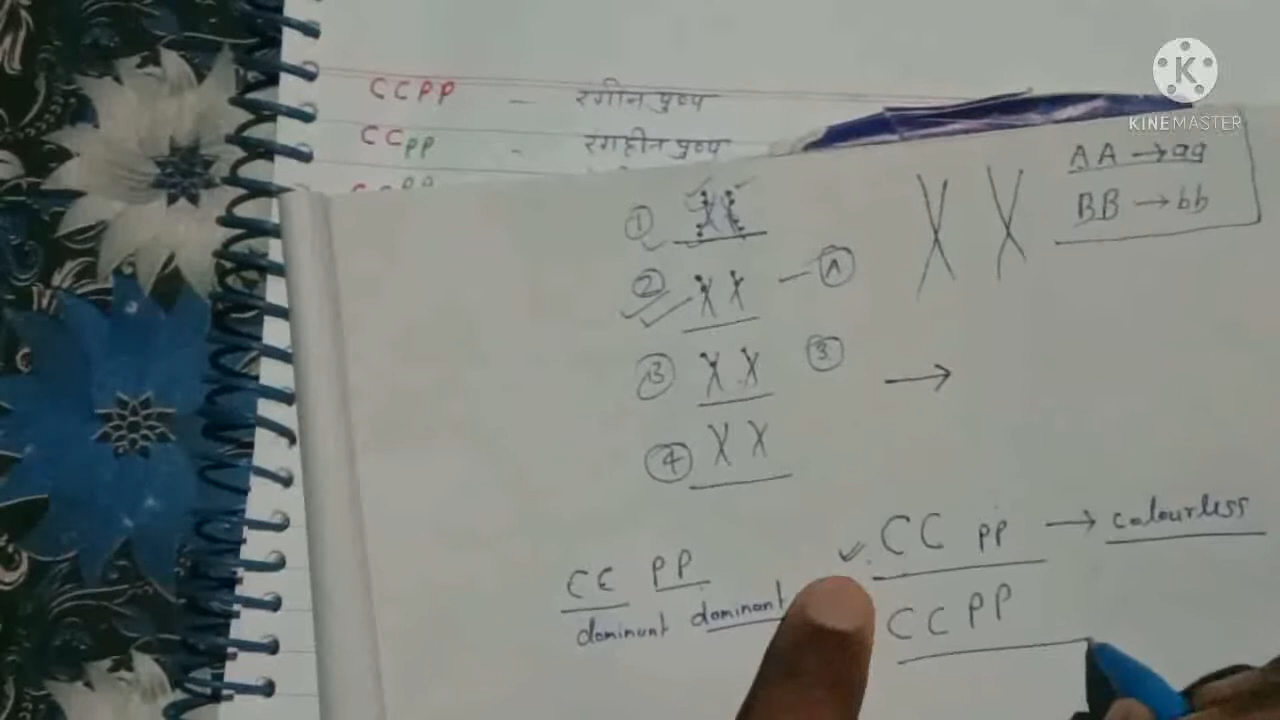 CCPP - रंगीन पुष्प
CCpp - रंगहीन पुष्प
KINEMASTER
AA → aa
BB → bb
①
② - ①
③ ③
④
CC pp → colourless
CC PP
dominant dominant
CCPP